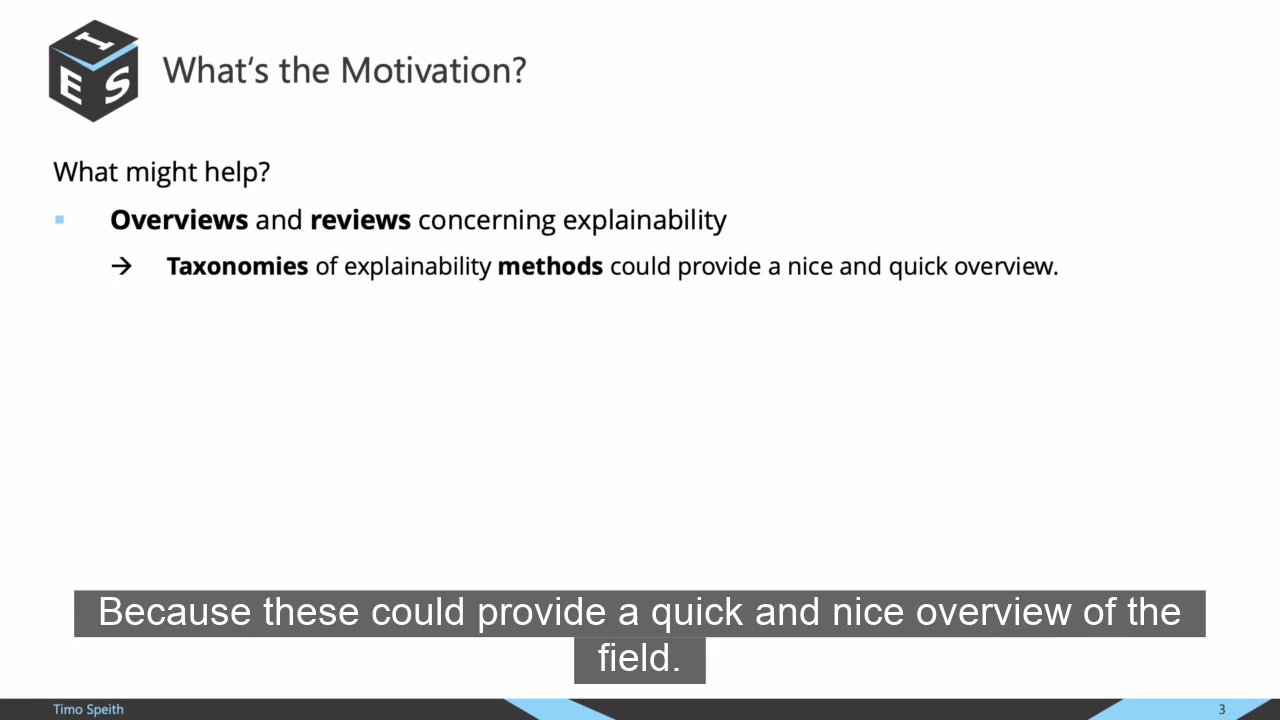 I
E S
What‘s the Motivation?
What might help?
▪ Overviews and reviews concerning explainability
→ Taxonomies of explainability methods could provide a nice and quick overview.
Because these could provide a quick and nice overview of the
field.
Timo Speith
3